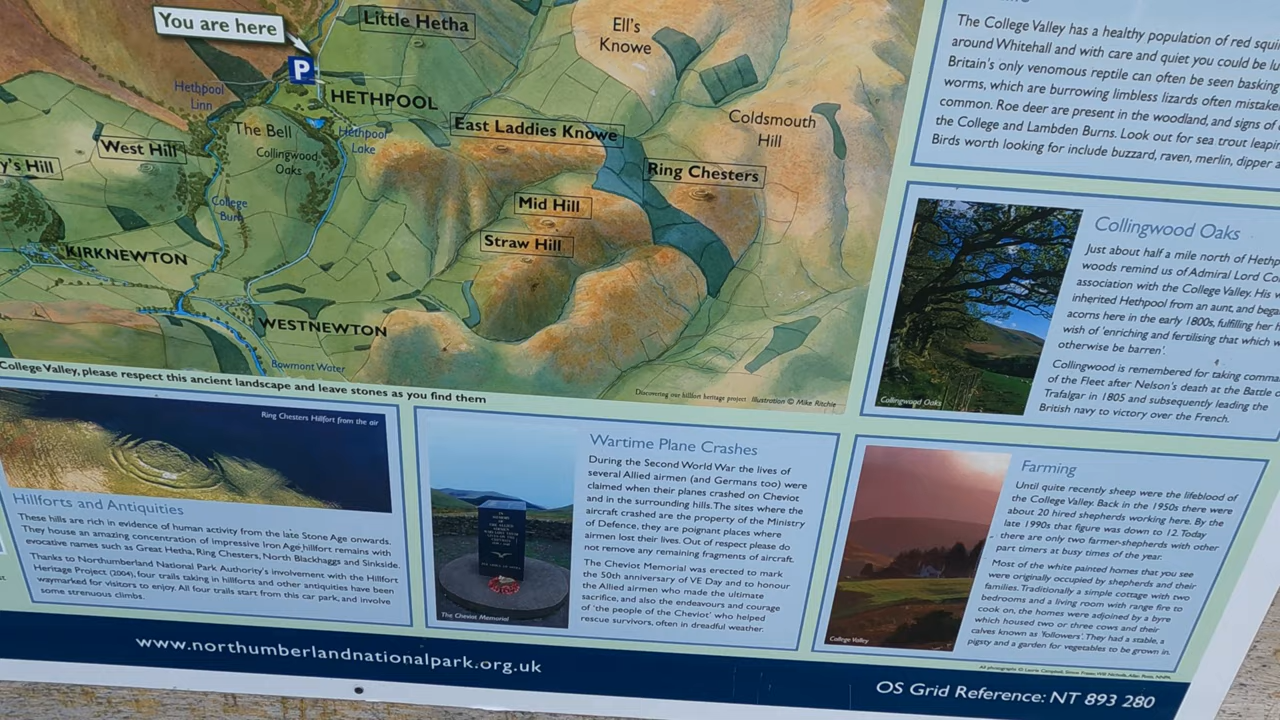 You are here
P
Little Hetha
Ell's
Knowe
Hethpool
Linn
HETHPOOL
The Bell
Hethpool
Lake
East Laddies Knowe
Coldsmouth
Hill
West Hill
Collingwood
Oaks
Ring Chesters
y's Hill
Mid Hill
College
Burn
Straw Hill
KIRKNEWTON
WESTNEWTON
Bowmont Water
College Valley, please respect this ancient landscape and leave stones as you find them
Discovering our hillfort heritage project Illustration © Mike Ritchie
The College Valley has a healthy population of red
around Whitehall and with care and quiet you could be
Britain's only venomous reptile can often be seen basking
worms, which are burrowing limbless lizards often
common. Roe deer are present in the woodland, and signs of
the College and Lambden Burns. Look out for sea trout
Birds worth looking for include buzzard, raven, merlin, dipper
Collingwood Oaks
Just about half a mile north of
woods remind us of Admiral Lord
association with the College Valley. His
inherited Hethpool from an aunt, and
acorns here in the early 1800s, fulfilling her
wish of 'enriching and fertilising that which
otherwise be barren'.
Collingwood is remembered for taking
of the Fleet after Nelson's death at the Battle
Trafalgar in 1805 and subsequently leading the
British navy to victory over the French.
Collingwood Oaks
Ring Chesters Hillfort from the air
Hillforts and Antiquities
These hills are rich in evidence of human activity from the late Stone Age onwards.
They house an amazing concentration of impressive Iron Age hillfort remains with
evocative names such as Great Hetha, Ring Chesters, North Blackhaggs and Sinkside.
Thanks to Northumberland National Park Authority's involvement with the Hillfort
Heritage Project (2004), four trails taking in hillforts and other antiquities have been
waymarked for visitors to enjoy. All four trails start from this car park, and involve
some strenuous climbs.
Wartime Plane Crashes
During the Second World War the lives of
several Allied airmen (and Germans too) were
claimed when their planes crashed on Cheviot
and in the surrounding hills. The sites where the
aircraft crashed are the property of the Ministry
of Defence, they are poignant places where
airmen lost their lives. Out of respect please do
not remove any remaining fragments of aircraft.
The Cheviot Memorial was erected to mark
the 50th anniversary of VE Day and to honour
the Allied airmen who made the ultimate
sacrifice, and also the endeavours and courage
of 'the people of the Cheviot' who helped
rescue survivors, often in dreadful weather.
The Cheviot Memorial
Farming
Until quite recently sheep were the lifeblood of
the College Valley. Back in the 1950s there were
about 20 hired shepherds working here. By the
late 1990s that figure was down to 12. Today
there are only two farmer-shepherds with other
part timers at busy times of the year.
Most of the white painted homes that you see
were originally occupied by shepherds and their
families. Traditionally a simple cottage with two
bedrooms and a living room with range fire to
cook on, the homes were adjoined by a byre
which housed two or three cows and their
calves known as 'followers'. They had a stable, a
pigsty and a garden for vegetables to be grown in.
College Valley
www.northumberlandnationalpark.org.uk
OS Grid Reference: NT 893 280